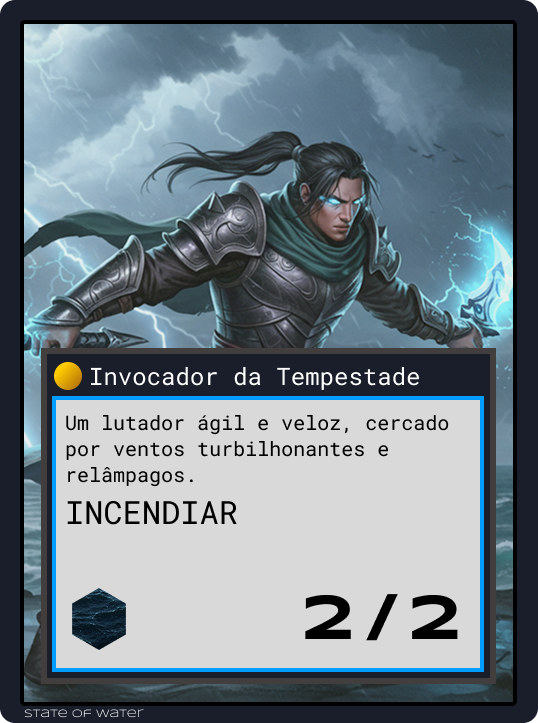 Invocador da Tempestade
Um lutador ágil e veloz, cercado
por ventos turbilhonantes e
relâmpagos.
INCENDIAR
2/2
STATE OF WATER